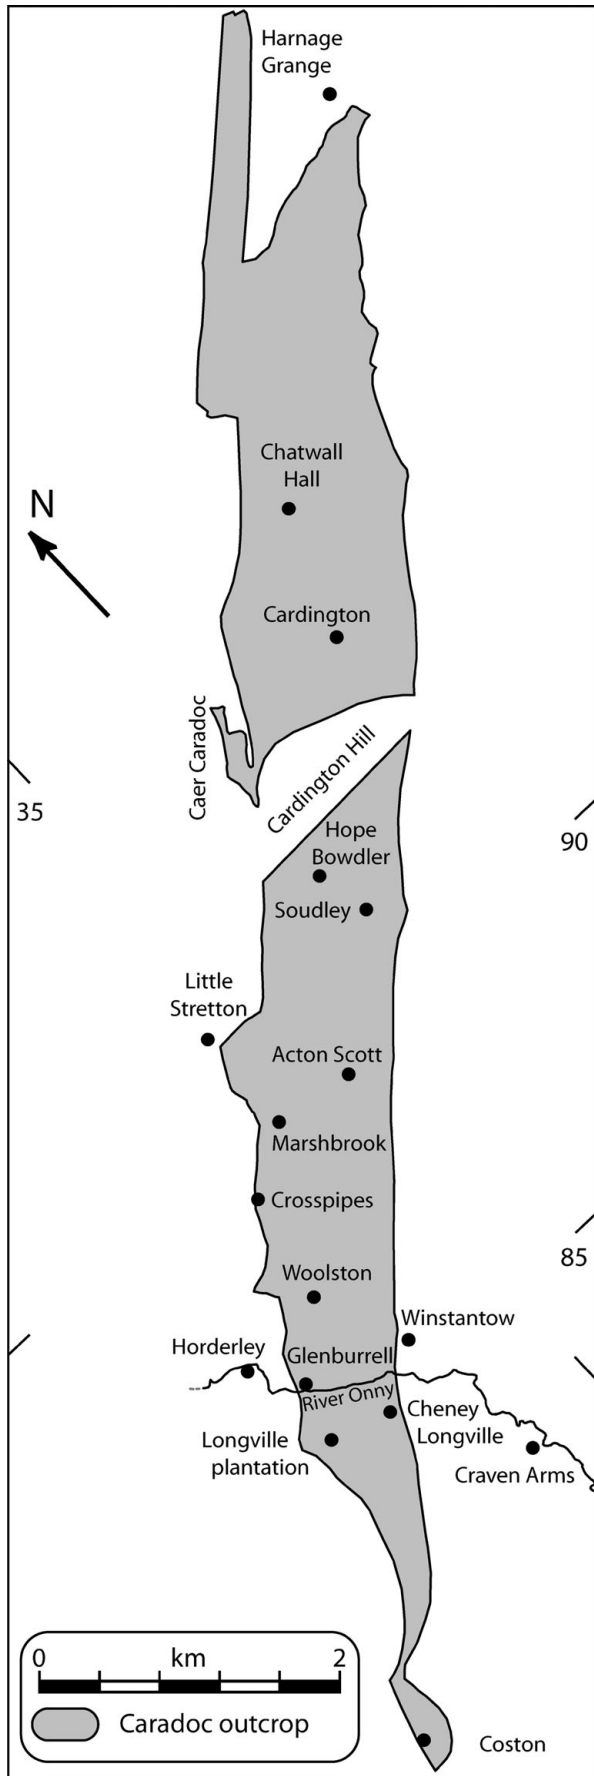 Harnage
Grange
Chatwall
Hall
N
Cardington
Caer Caradoc
Cardington Hill
35
Hope
Bowdler
90
Soudley
Little
Stretton
Acton Scott
Marshbrook
Crosspipes
85
Woolston
Winstantow
Horderley
Glenburrell
River Onny
Cheney
Longville
Longville
plantation
Craven Arms
0 km 2
Caradoc outcrop
Coston